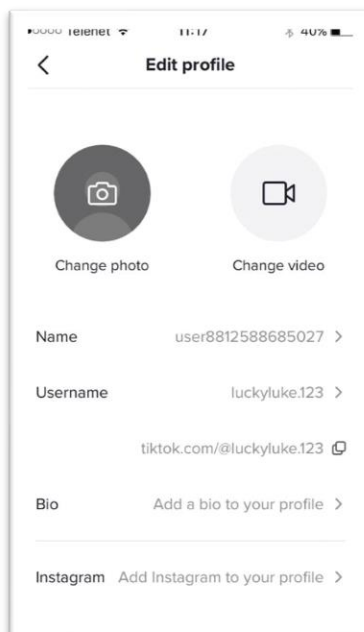 Telenet 11:17 40%
Edit profile
Change photo Change video
Name user8812588685027
Username luckyluke.123
tiktok.com/@luckyluke.123
Bio Add a bio to your profile
Instagram Add Instagram to your profile